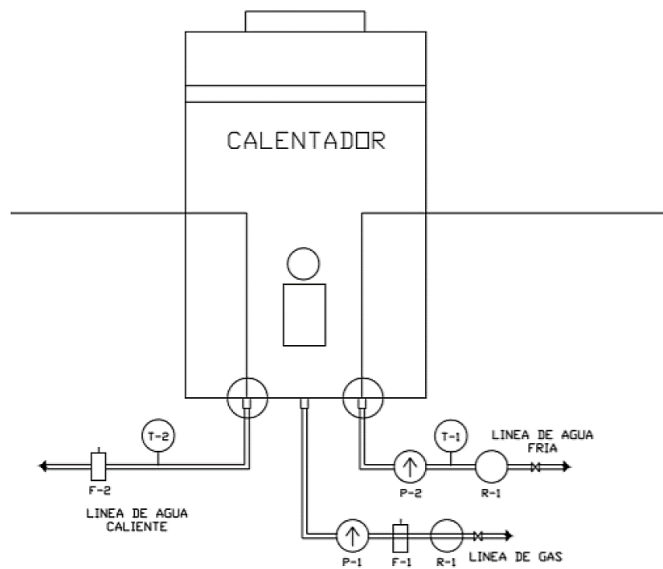 CALENTADOR
T-2
T-1
LINEA DE AGUA
FRIA
F-2
P-2
R-1
LINEA DE AGUA
CALIENTE
P-1
F-1
R-1
LINEA DE GAS